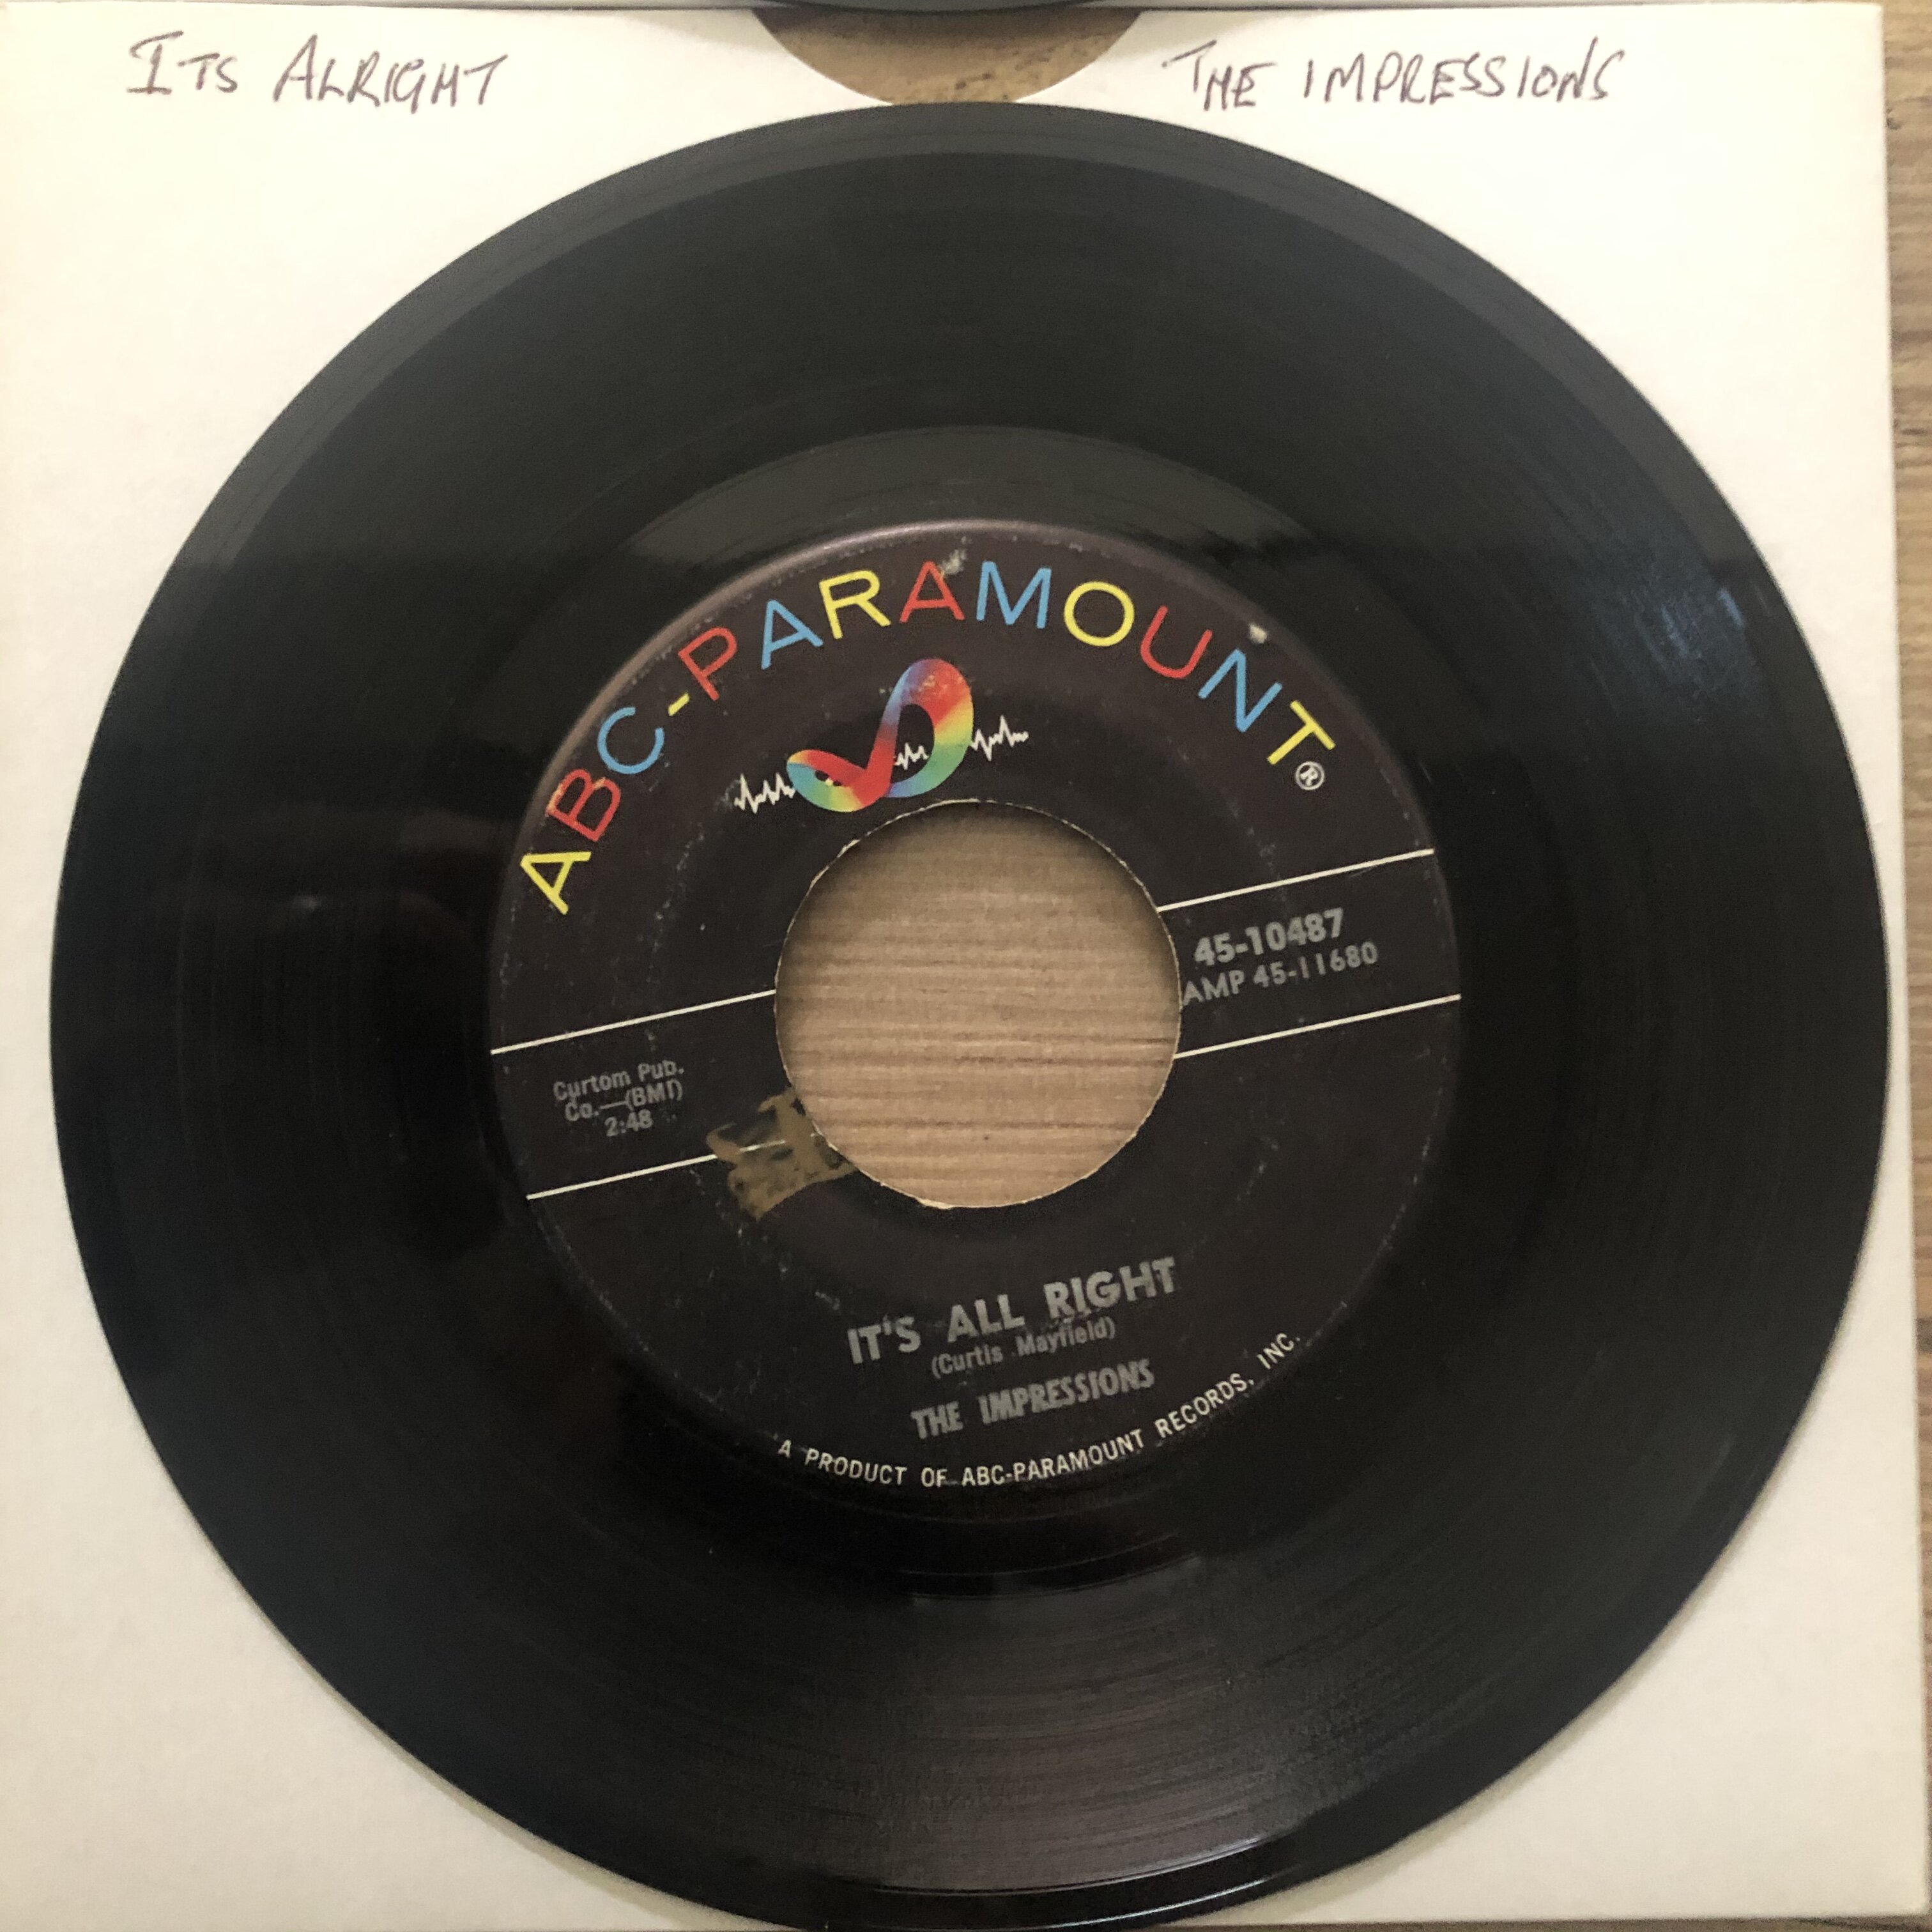 ITS ALRIGHT
THE IMPRESSIONS
ABC-PARAMOUNT®
45-10487
AMP 45-11680
Curtom Pub.
Co.—(BMI)
2:48
IT'S ALL RIGHT
(Curtis Mayfield)
THE IMPRESSIONS
A PRODUCT OF ABC-PARAMOUNT RECORDS, INC.